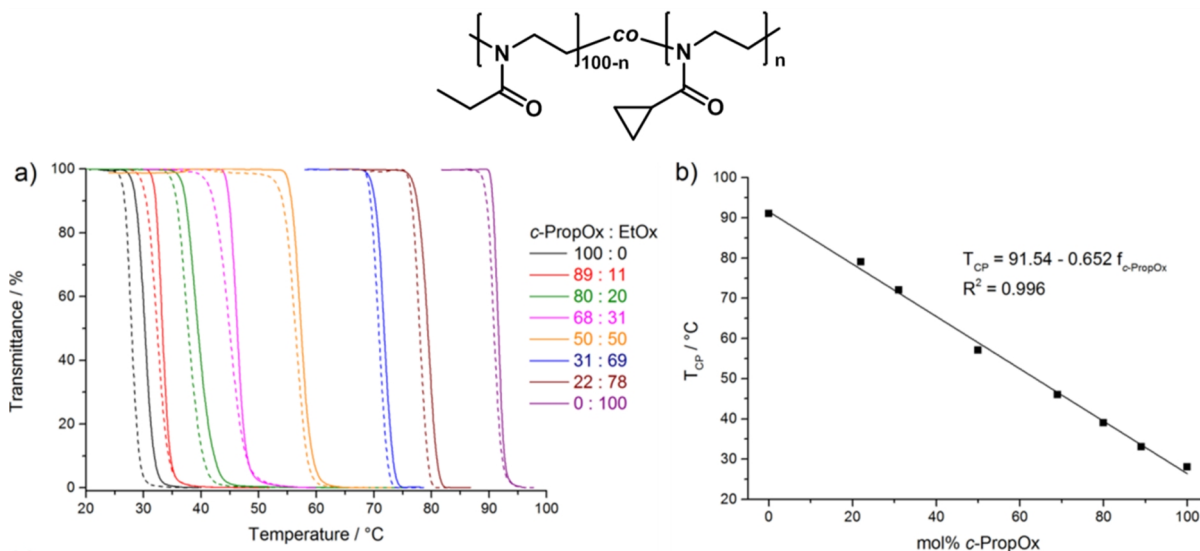 co
N
100-n
O
N
n
O
a)
Transmittance / %
100
80
60
40
20
0
20 30 40 50 60 70 80 90 100
Temperature / °C
c-PropOx : EtOx
100 : 0
89 : 11
80 : 20
68 : 31
50 : 50
31 : 69
22 : 78
0 : 100
b)
T_CP / °C
100
90
80
70
60
50
40
30
20
T_CP = 91.54 - 0.652 f_c-PropOx
R² = 0.996
0 20 40 60 80 100
mol% c-PropOx